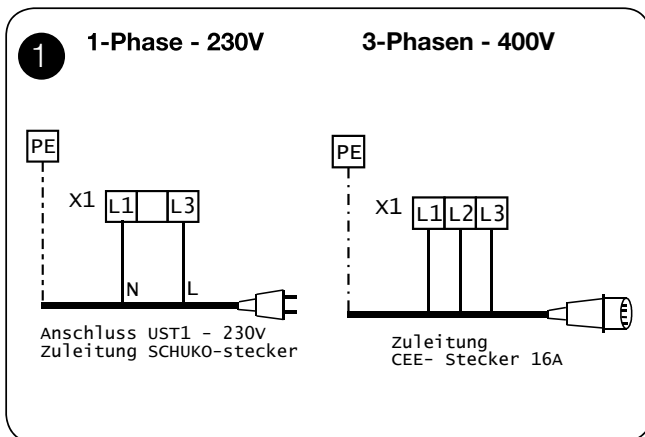 1
1-Phase - 230V
3-Phasen - 400V
PE
X1 L1 L3
N L
Anschluss UST1 - 230V
Zuleitung SCHUKO-stecker
PE
X1 L1 L2 L3
Zuleitung
CEE- Stecker 16A